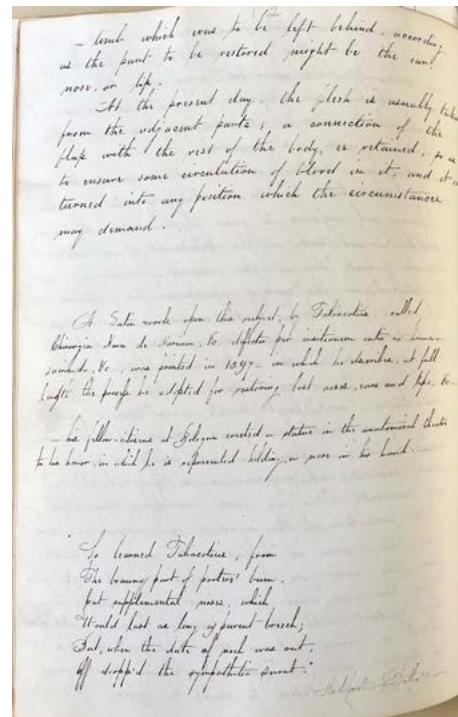 – limb which was to be left behind, according
as the part to be restored might be the ear,
nose, or lip.
At the present day, the flesh is usually taken
from the adjacent parts; a connection of the
flap with the rest of the body, is retained, so as
to ensure some circulation of blood in it, and it is
turned into any position which the circumstances
may demand.
A Latin work upon this subject, by Taliacotius, called
Chirurgia Nova de Narium, &c. defectu per insitionem cutis ex humero
&c., was printed in 1597 – in which he describes, at full
length the process he adopted for restoring lost noses, ears and lips, &c –
– his fellow-citizens at Bologna erected a statue in the anatomical theatre
to his honor, in which he is represented holding a nose in his hand.
"So learned Taliacotius, from
The brawny part of porters' bum,
Cut supplemental noses, which
Would last as long as parent breech;
But, when the date of nock was out,
Off dropp'd the sympathetic snout."